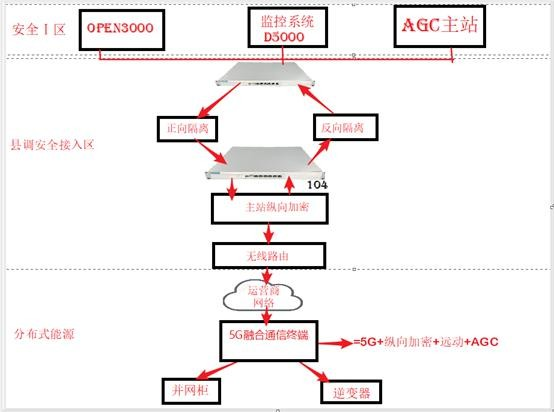 安全Ⅰ区
OPEN3000
监控系统
D5000
AGC主站
正向隔离
反向隔离
县调安全接入区
104
主站纵向加密
无线路由
运营商
网络
分布式能源
5G融合通信终端
=5G+纵向加密+远动+AGC
并网柜
逆变器